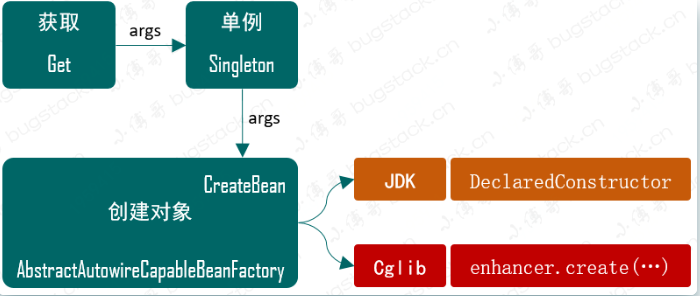 获取
Get
args
单例
Singleton
args
CreateBean
创建对象
AbstractAutowireCapableBeanFactory
JDK
DeclaredConstructor
Cglib
enhancer.create(…)
小傅哥 bugstack.cn